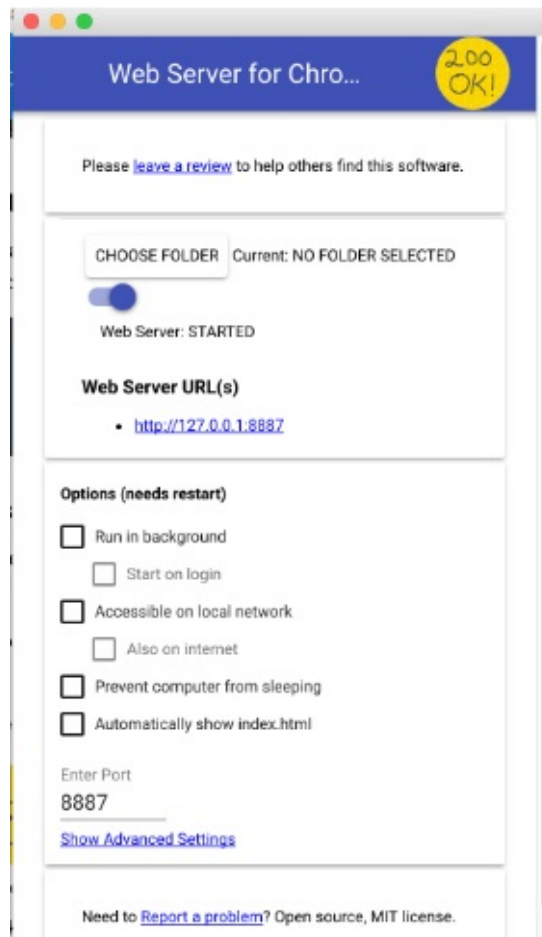 Web Server for Chro...
200
OK!
Please leave a review to help others find this software.
CHOOSE FOLDER Current: NO FOLDER SELECTED
Web Server: STARTED
Web Server URL(s)
• http://127.0.0.1:8887
Options (needs restart)
Run in background
Start on login
Accessible on local network
Also on internet
Prevent computer from sleeping
Automatically show index.html
Enter Port
8887
Show Advanced Settings
Need to Report a problem? Open source, MIT license.